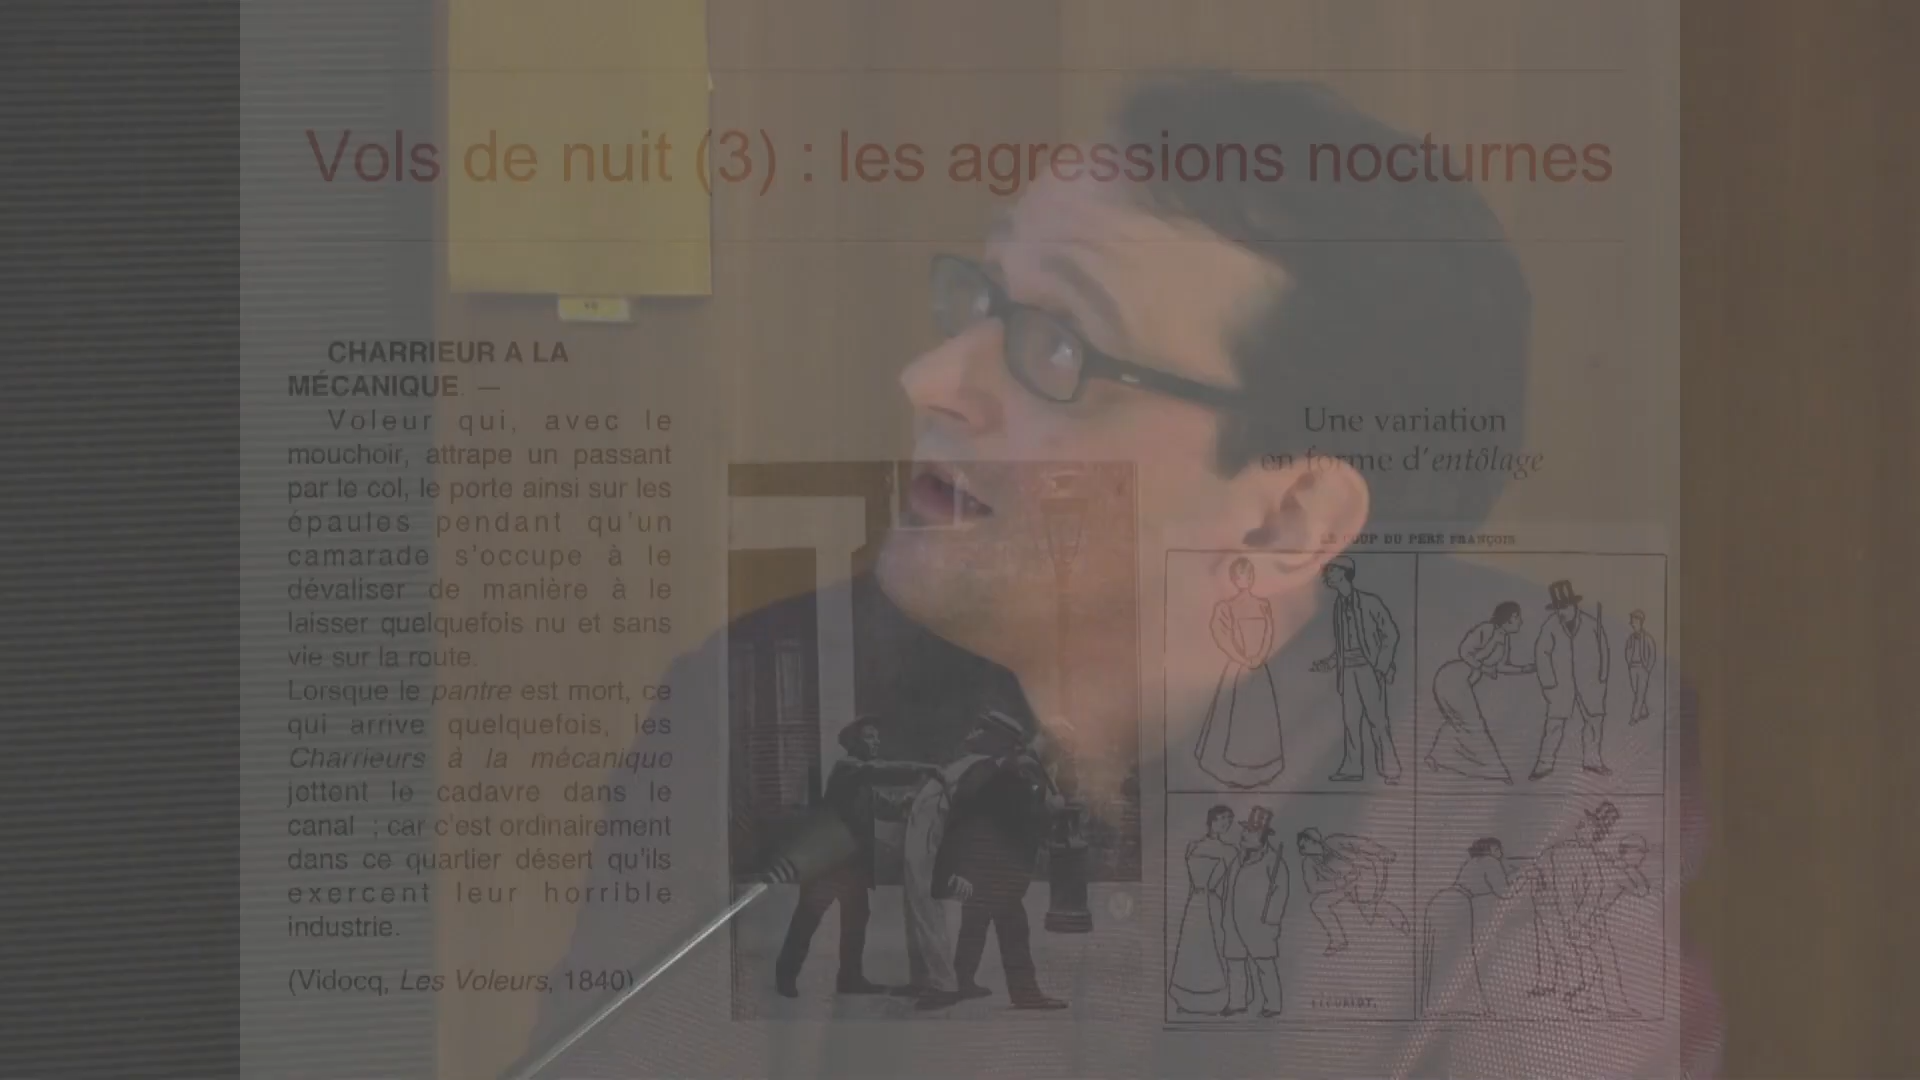 Vols de nuit (3) : les agressions nocturnes
CHARRIEUR A LA
MÉCANIQUE. —
Voleur qui, avec le
mouchoir, attrape un passant
par le col, le porte ainsi sur les
épaules pendant qu'un
camarade s'occupe à le
dévaliser de manière à le
laisser quelquefois nu et sans
vie sur la route.
Lorsque le pantre est mort, ce
qui arrive quelquefois, les
Charrieurs à la mécanique
jottent le cadavre dans le
canal ; car c'est ordinairement
dans ce quartier désert qu'ils
exercent leur horrible
industrie.
(Vidocq, Les Voleurs, 1840)
Une variation
en forme d'entôlage
LE COUP DU PERE FRANÇOIS